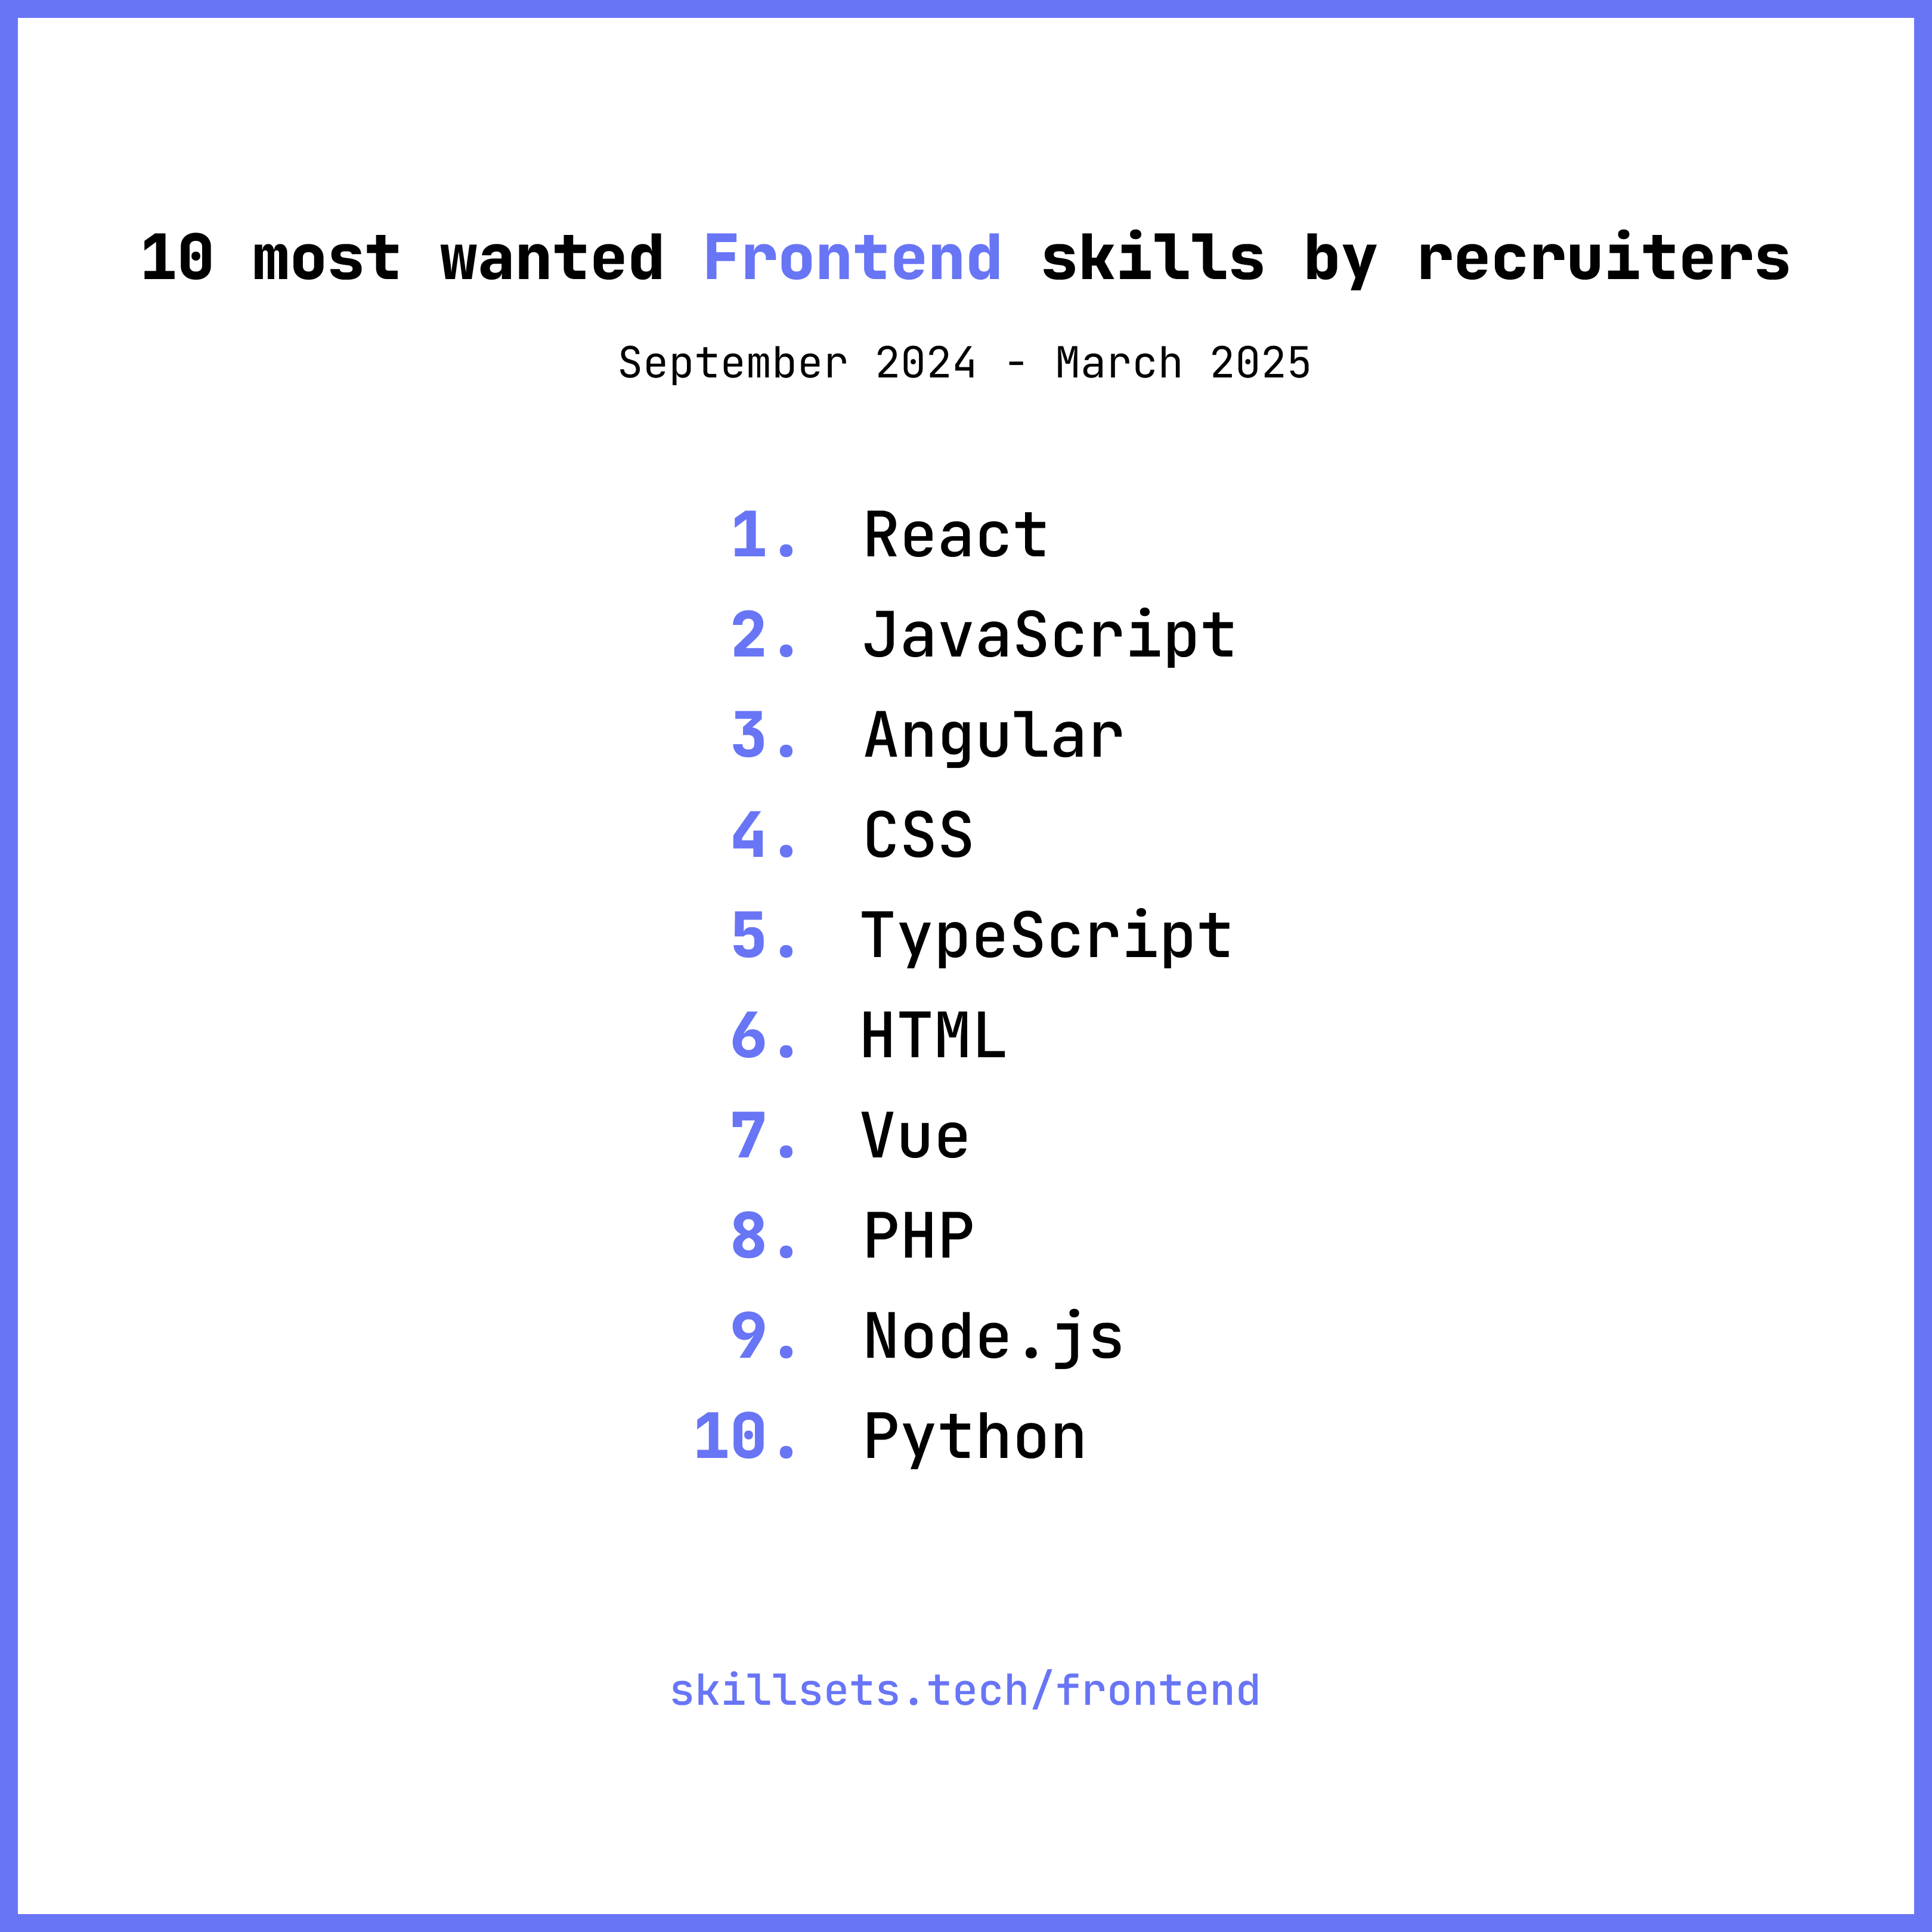 10 most wanted Frontend skills by recruiters
September 2024 - March 2025
1. React
2. JavaScript
3. Angular
4. CSS
5. TypeScript
6. HTML
7. Vue
8. PHP
9. Node.js
10. Python
skillsets.tech/frontend